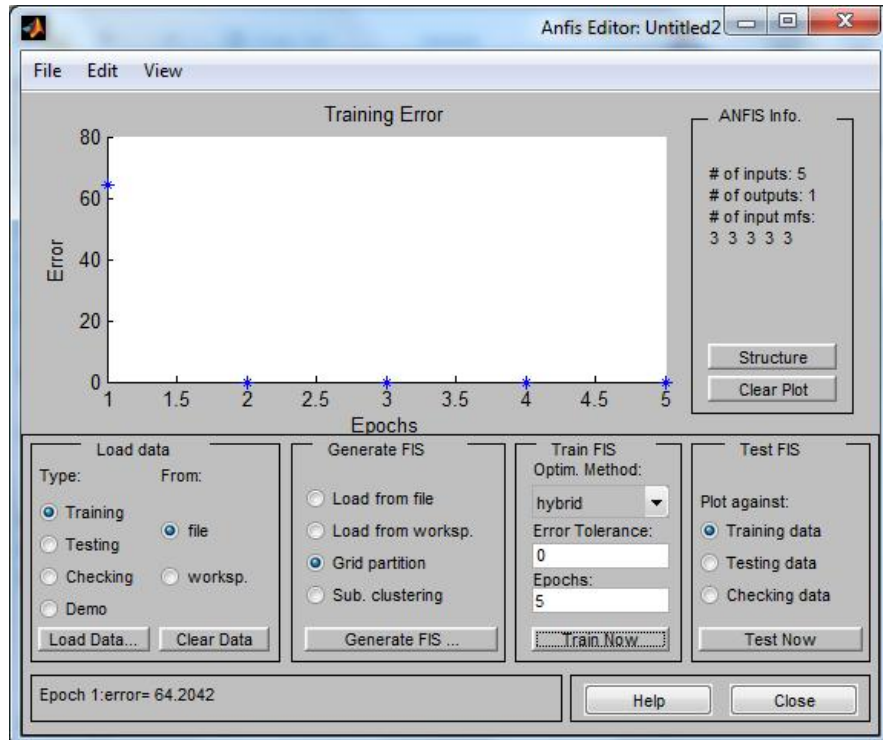 Anfis Editor: Untitled2
File Edit View
Training Error
80
60
40
20
0
Error
1 1.5 2 2.5 3 3.5 4 4.5 5
Epochs
ANFIS Info.
# of inputs: 5
# of outputs: 1
# of input mfs:
3 3 3 3 3
Structure
Clear Plot
Load data
Type: From:
Training
file
Testing
Checking
worksp.
Demo
Load Data... Clear Data
Generate FIS
Load from file
Load from worksp.
Grid partition
Sub. clustering
Generate FIS ...
Train FIS
Optim. Method:
hybrid
Error Tolerance:
0
Epochs:
5
Train Now
Test FIS
Plot against:
Training data
Testing data
Checking data
Test Now
Epoch 1:error= 64.2042
Help Close